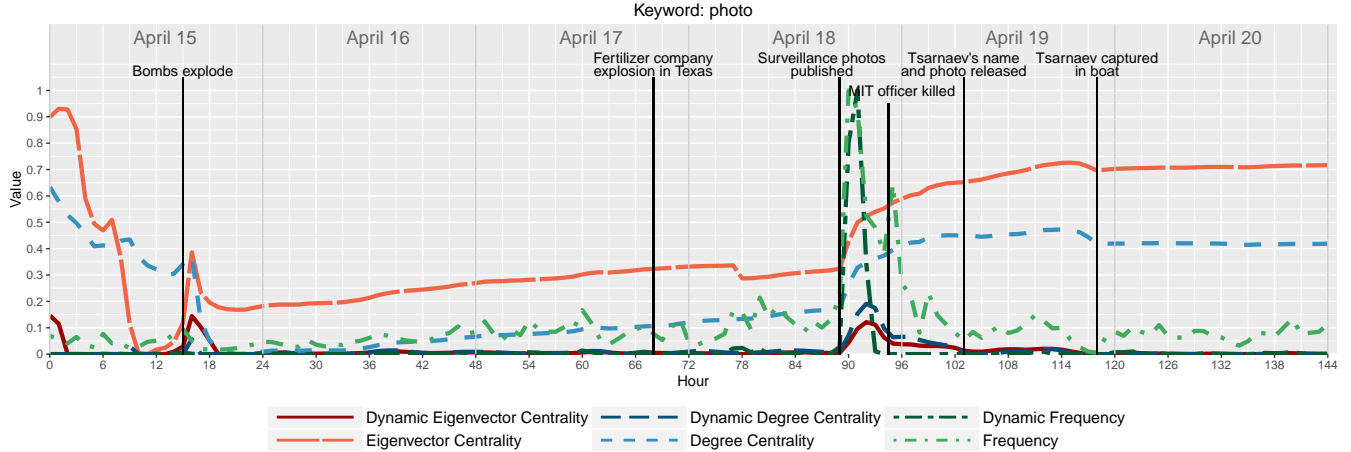 Keyword: photo
April 15 April 16 April 17 April 18 April 19 April 20
Bombs explode
Fertilizer company
explosion in Texas
Surveillance photos
published
MIT officer killed
Tsarnaev's name
and photo released
Tsarnaev captured
in boat
Value
1
0.9
0.8
0.7
0.6
0.5
0.4
0.3
0.2
0.1
0
0 6 12 18 24 30 36 42 48 54 60 66 72 78 84 90 96 102 108 114 120 126 132 138 144
Hour
Dynamic Eigenvector Centrality Dynamic Degree Centrality Dynamic Frequency
Eigenvector Centrality Degree Centrality Frequency